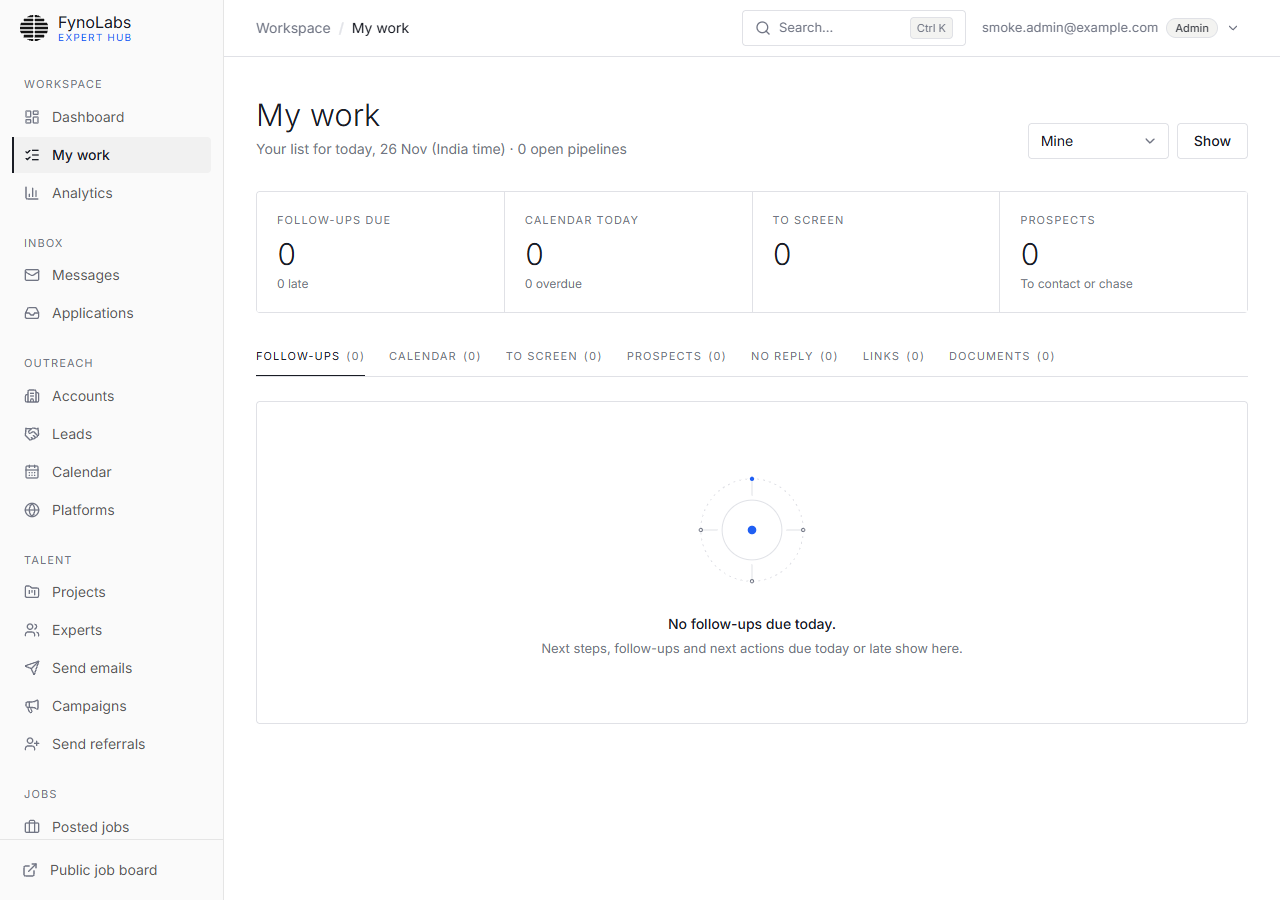 FynoLabs
EXPERT HUB
WORKSPACE
Dashboard
My work
Analytics
INBOX
Messages
Applications
OUTREACH
Accounts
Leads
Calendar
Platforms
TALENT
Projects
Experts
Send emails
Campaigns
Send referrals
JOBS
Posted jobs
Public job board
Workspace / My work
Search... Ctrl K
smoke.admin@example.com Admin
My work
Your list for today, 26 Nov (India time) · 0 open pipelines
Mine Show
FOLLOW-UPS DUE
0
0 late
CALENDAR TODAY
0
0 overdue
TO SCREEN
0
PROSPECTS
0
To contact or chase
FOLLOW-UPS (0) CALENDAR (0) TO SCREEN (0) PROSPECTS (0) NO REPLY (0) LINKS (0) DOCUMENTS (0)
No follow-ups due today.
Next steps, follow-ups and next actions due today or late show here.